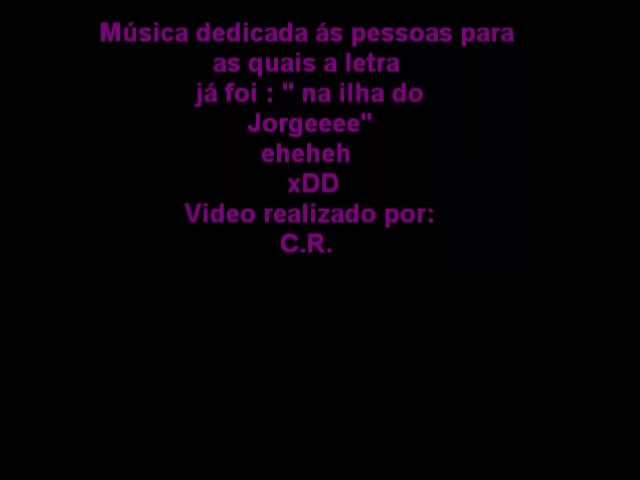 Música dedicada ás pessoas para
as quais a letra
já foi : " na ilha do
Jorgeeee"
eheheh
xDD
Video realizado por:
C.R.